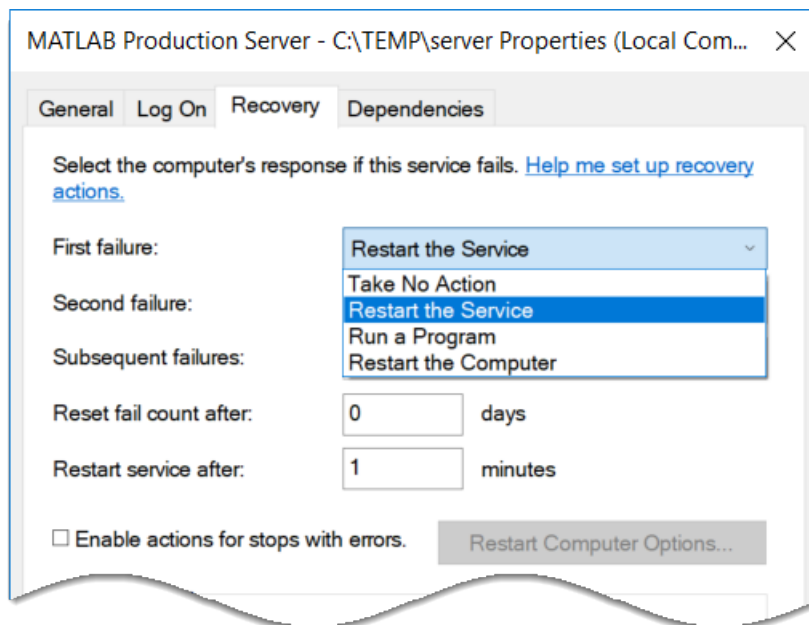 MATLAB Production Server - C:\TEMP\server Properties (Local Com...
General Log On Recovery Dependencies
Select the computer's response if this service fails. Help me set up recovery
actions.
First failure: Restart the Service
Take No Action
Second failure: Restart the Service
Run a Program
Subsequent failures: Restart the Computer
Reset fail count after: 0 days
Restart service after: 1 minutes
Enable actions for stops with errors. Restart Computer Options...